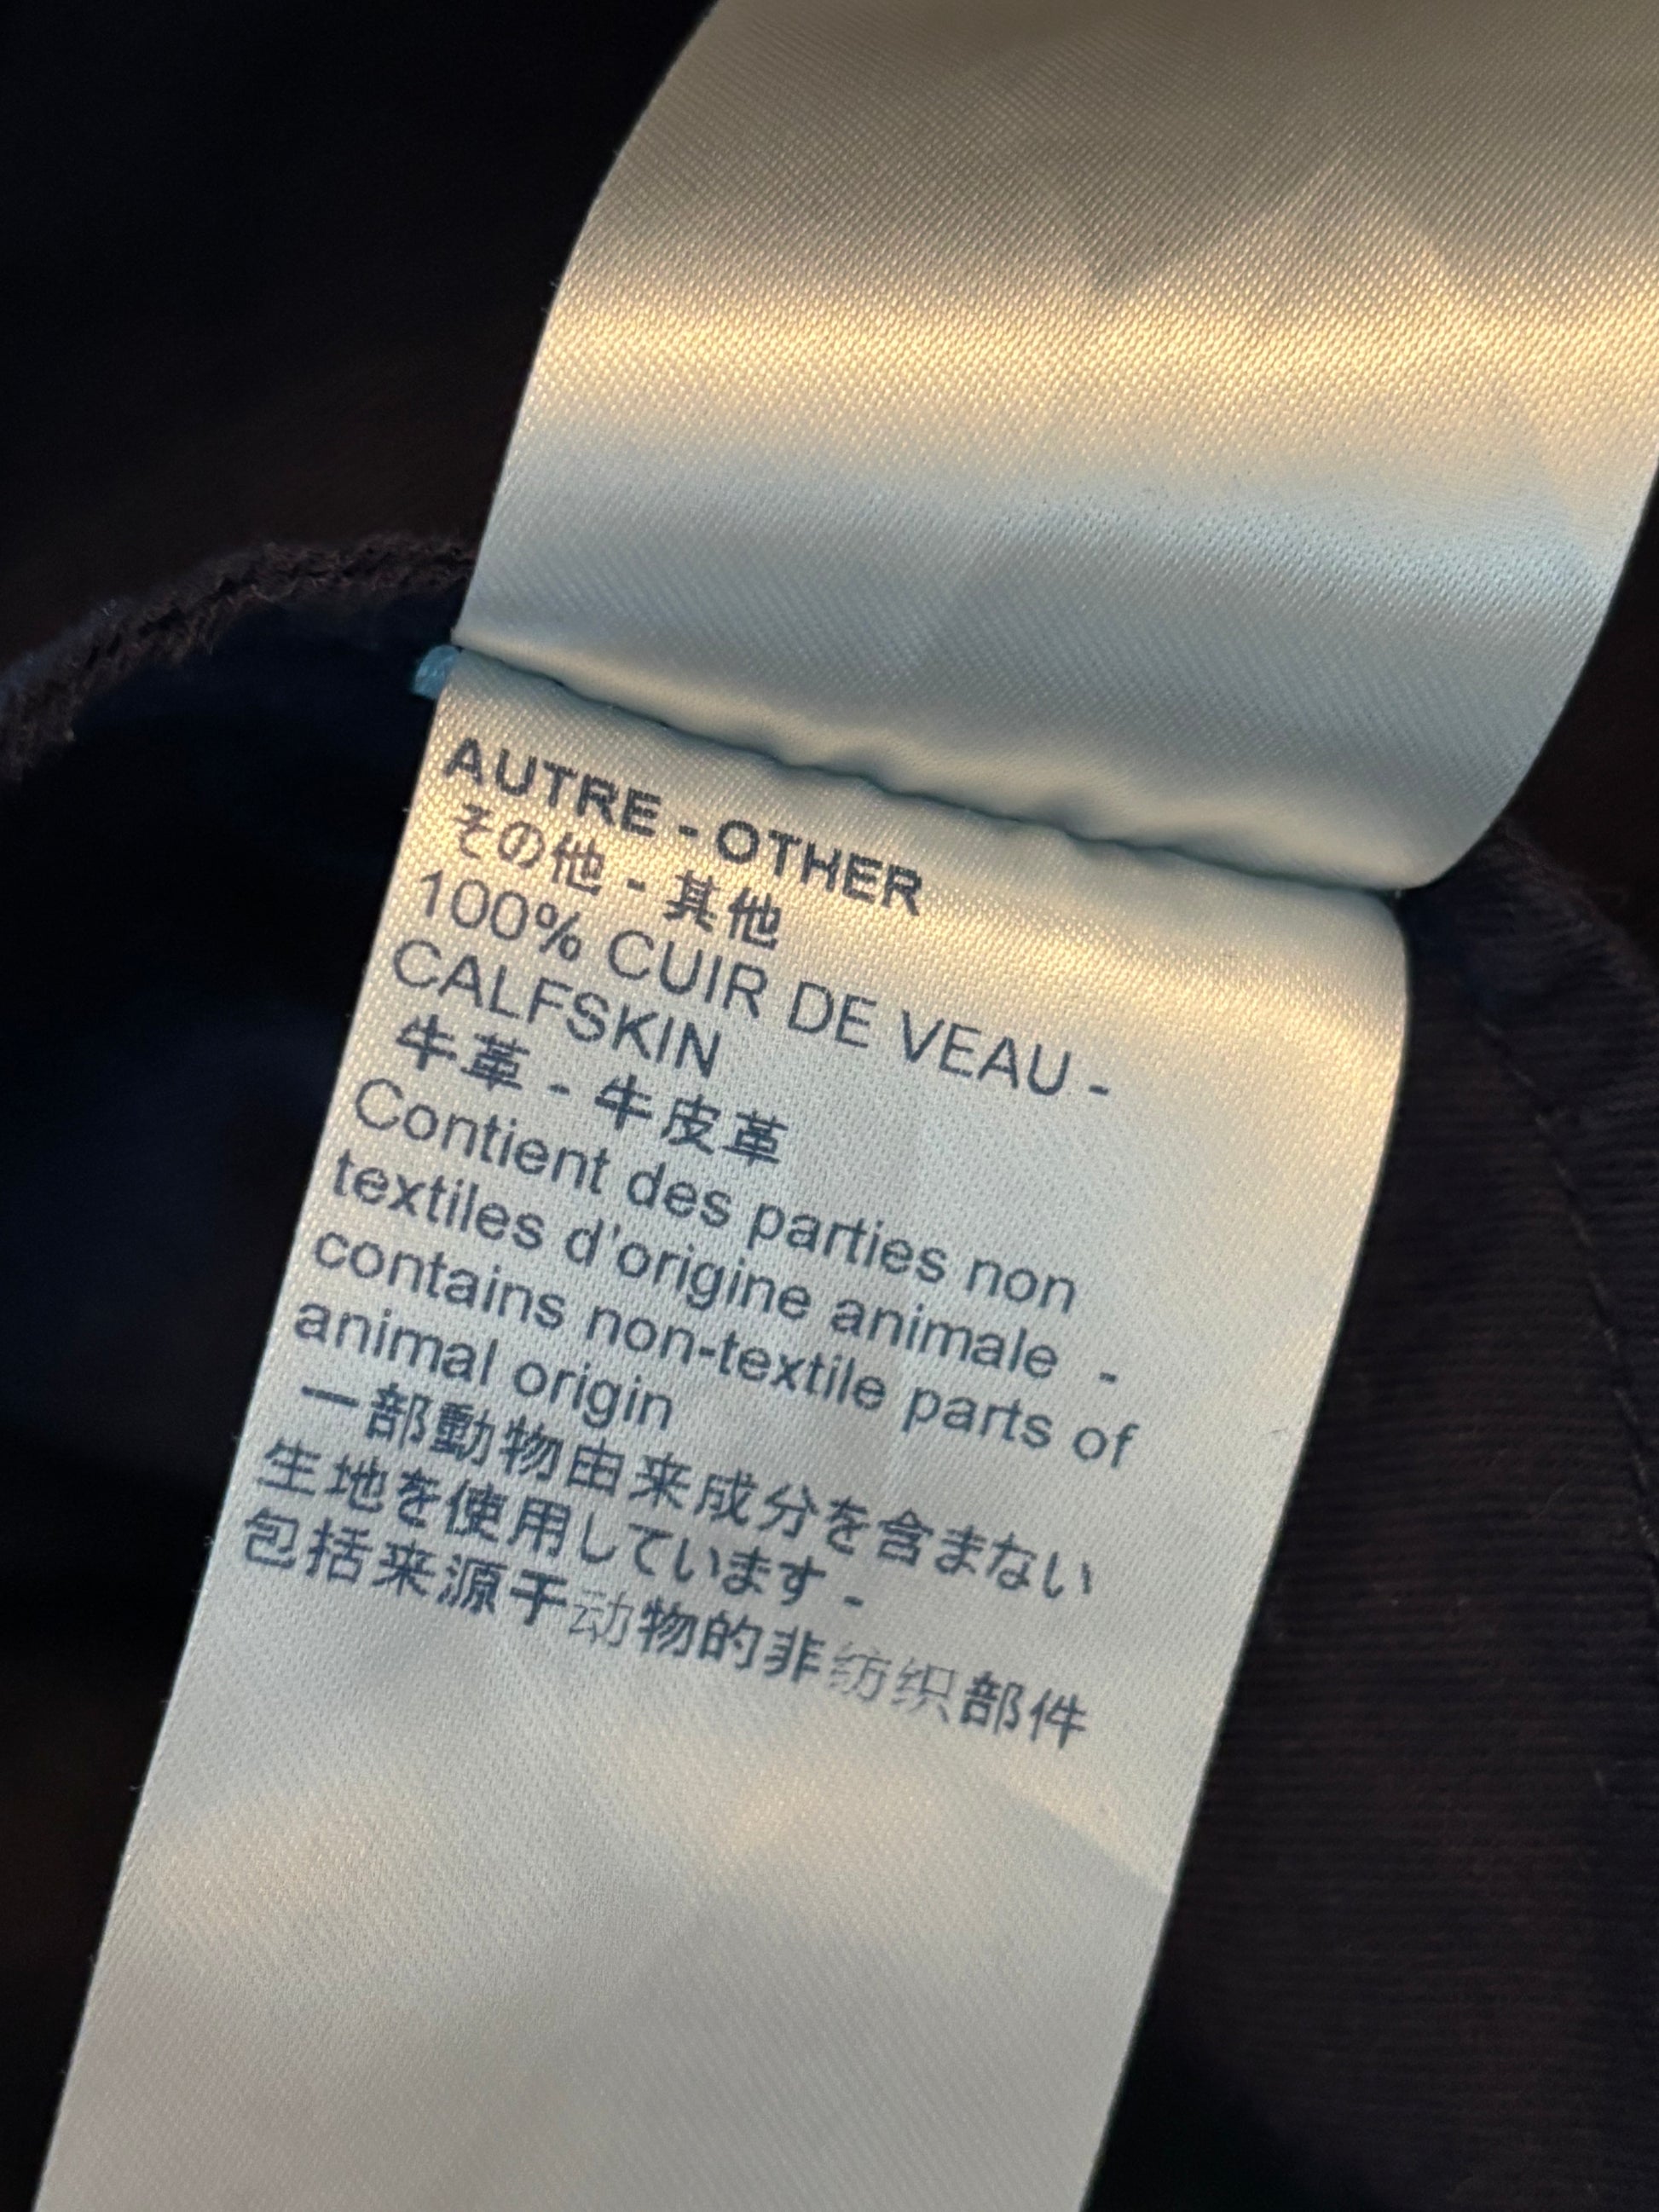 AUTRE - OTHER
その他 - 其他
100% CUIR DE VEAU -
CALFSKIN
牛革 - 牛皮革
Contient des parties non
textiles d'origine animale -
contains non-textile parts of
animal origin
一部動物由来成分を含まない
生地を使用しています -
包括来源于动物的非纺织部件